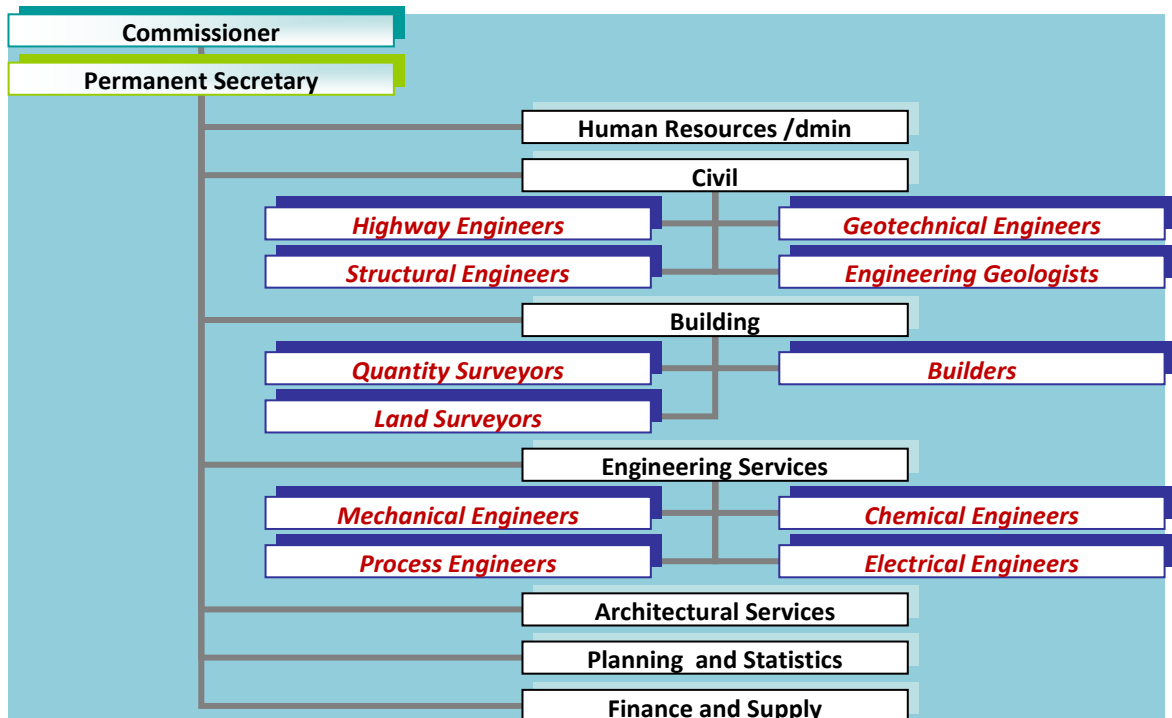 Commissioner
Permanent Secretary
Human Resources /dmin
Civil
Highway Engineers
Geotechnical Engineers
Structural Engineers
Engineering Geologists
Building
Quantity Surveyors
Builders
Land Surveyors
Engineering Services
Mechanical Engineers
Chemical Engineers
Process Engineers
Electrical Engineers
Architectural Services
Planning and Statistics
Finance and Supply